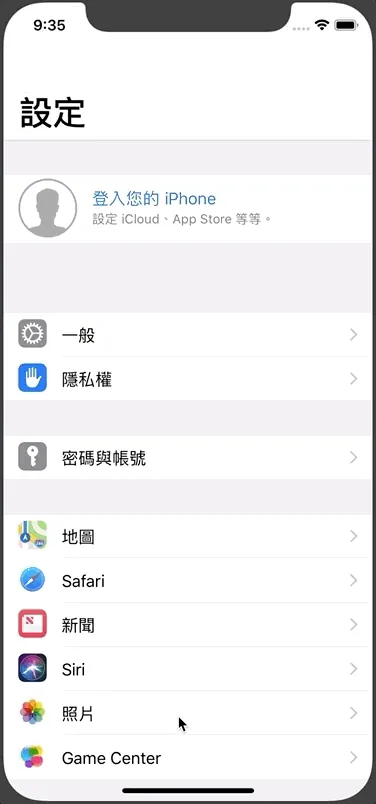 9:35
設定
登入您的 iPhone
設定 iCloud、App Store 等等。
一般
隱私權
密碼與帳號
地圖
Safari
新聞
Siri
照片
Game Center